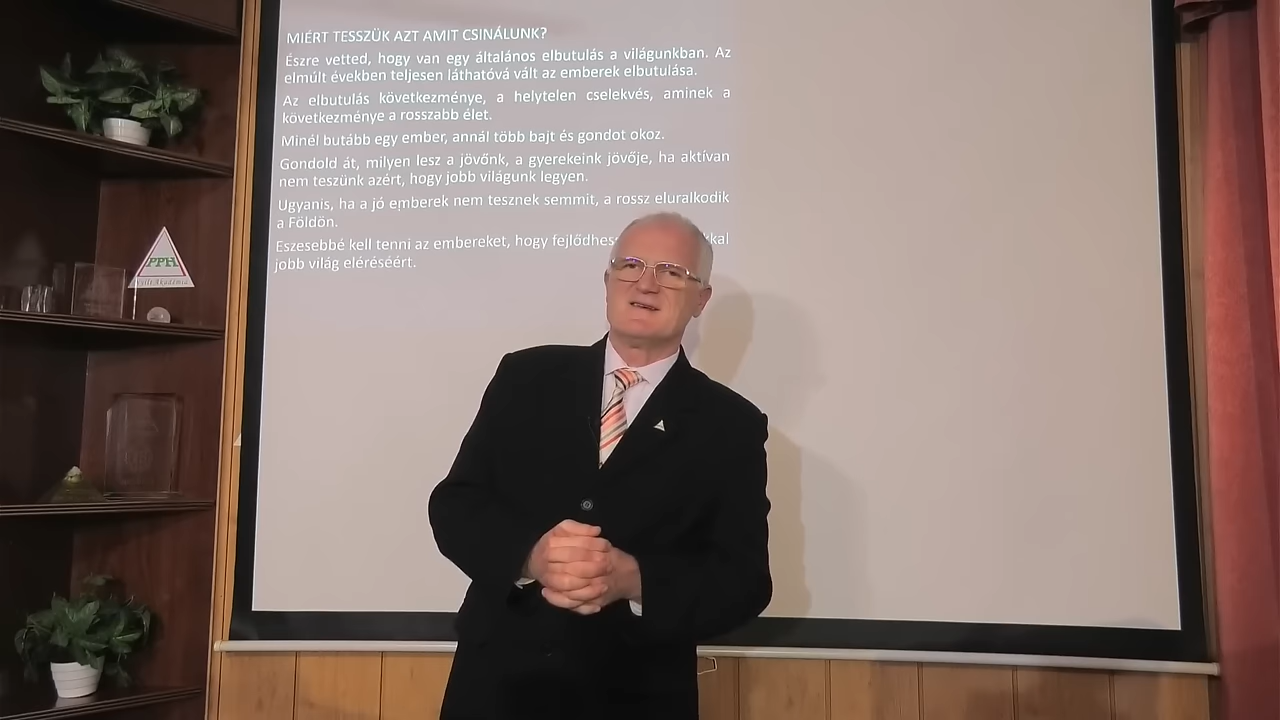 MIÉRT TESSZÜK AZT AMIT CSINÁLUNK?
Észre vetted, hogy van egy általános elbutulás a világunkban. Az
elmúlt években teljesen láthatóvá vált az emberek elbutulása.
Az elbutulás következménye, a helytelen cselekvés, aminek a
következménye a rosszabb élet.
Minél butább egy ember, annál több bajt és gondot okoz.
Gondold át, milyen lesz a jövőnk, a gyerekeink jövője, ha aktívan
nem teszünk azért, hogy jobb világunk legyen.
Ugyanis, ha a jó emberek nem tesznek semmit, a rossz eluralkodik
a Földön.
Eszesebbé kell tenni az embereket, hogy
jobb világ eléréséért.
PPH
Nyílt Akadémia